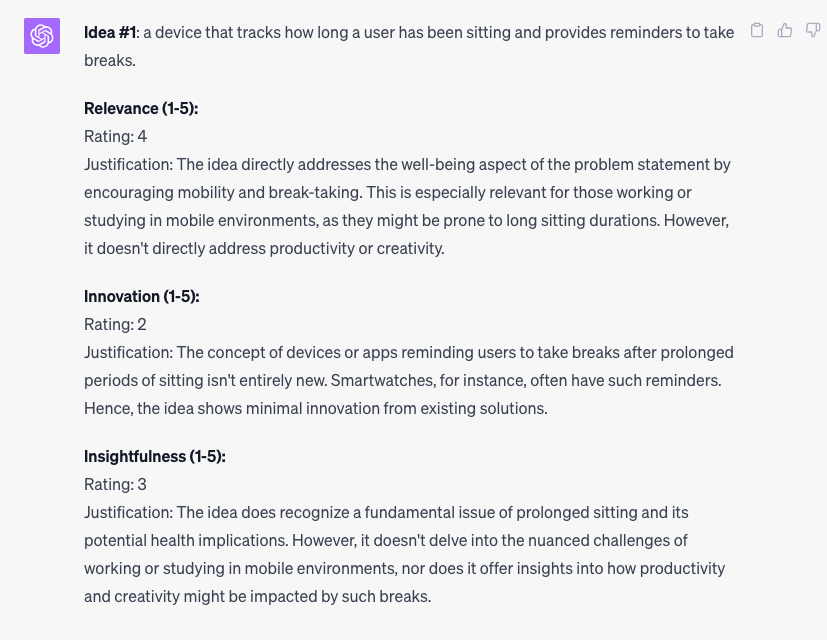 Idea #1: a device that tracks how long a user has been sitting and provides reminders to take
breaks.
Relevance (1-5):
Rating: 4
Justification: The idea directly addresses the well-being aspect of the problem statement by
encouraging mobility and break-taking. This is especially relevant for those working or
studying in mobile environments, as they might be prone to long sitting durations. However,
it doesn't directly address productivity or creativity.
Innovation (1-5):
Rating: 2
Justification: The concept of devices or apps reminding users to take breaks after prolonged
periods of sitting isn't entirely new. Smartwatches, for instance, often have such reminders.
Hence, the idea shows minimal innovation from existing solutions.
Insightfulness (1-5):
Rating: 3
Justification: The idea does recognize a fundamental issue of prolonged sitting and its
potential health implications. However, it doesn't delve into the nuanced challenges of
working or studying in mobile environments, nor does it offer insights into how productivity
and creativity might be impacted by such breaks.